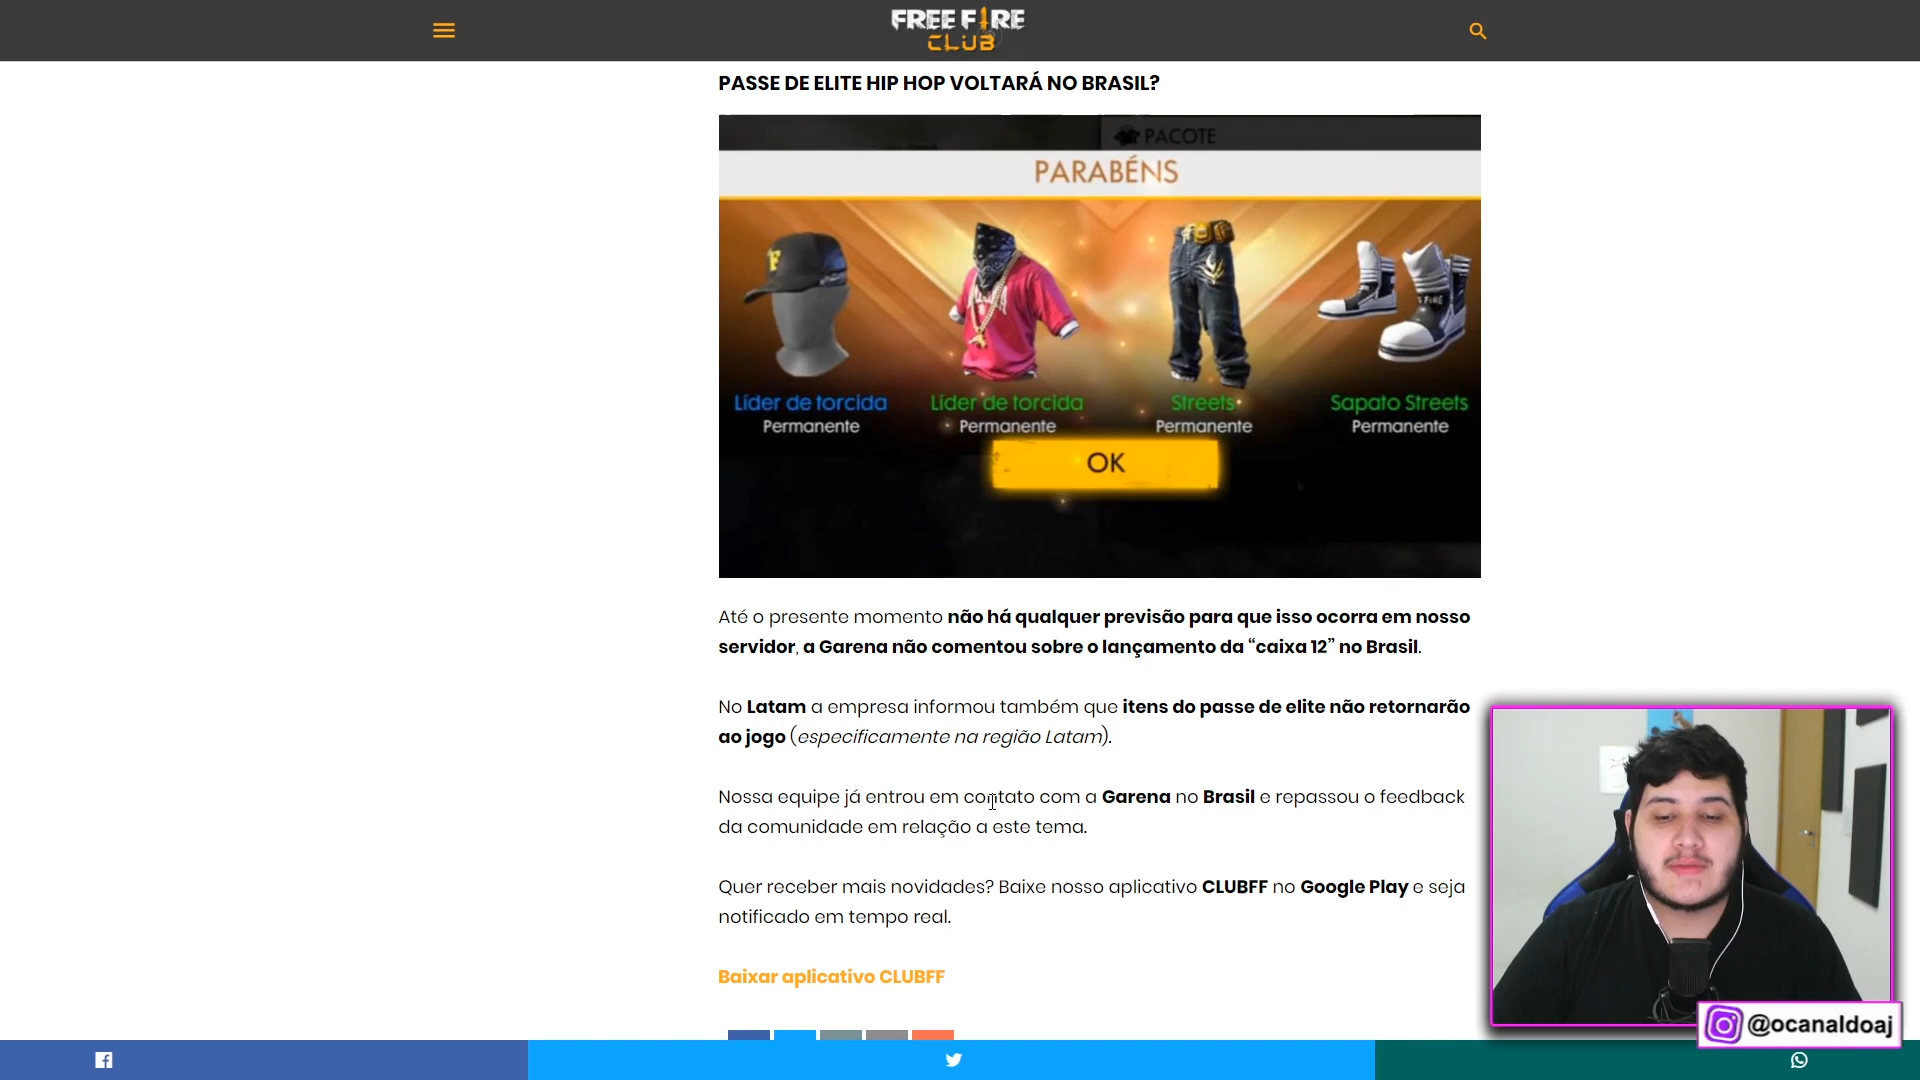 FREE FIRE
CLUB
PASSE DE ELITE HIP HOP VOLTARÁ NO BRASIL?
PACOTE
PARABÉNS
Líder de torcida
Permanente
Líder de torcida
Permanente
Streets
Permanente
Sapato Streets
Permanente
OK
Até o presente momento não há qualquer previsão para que isso ocorra em nosso
servidor, a Garena não comentou sobre o lançamento da “caixa 12” no Brasil.
No Latam a empresa informou também que itens do passe de elite não retornarão
ao jogo (especificamente na região Latam).
Nossa equipe já entrou em contato com a Garena no Brasil e repassou o feedback
da comunidade em relação a este tema.
Quer receber mais novidades? Baixe nosso aplicativo CLUBFF no Google Play e seja
notificado em tempo real.
Baixar aplicativo CLUBFF
@ocanaldoaj